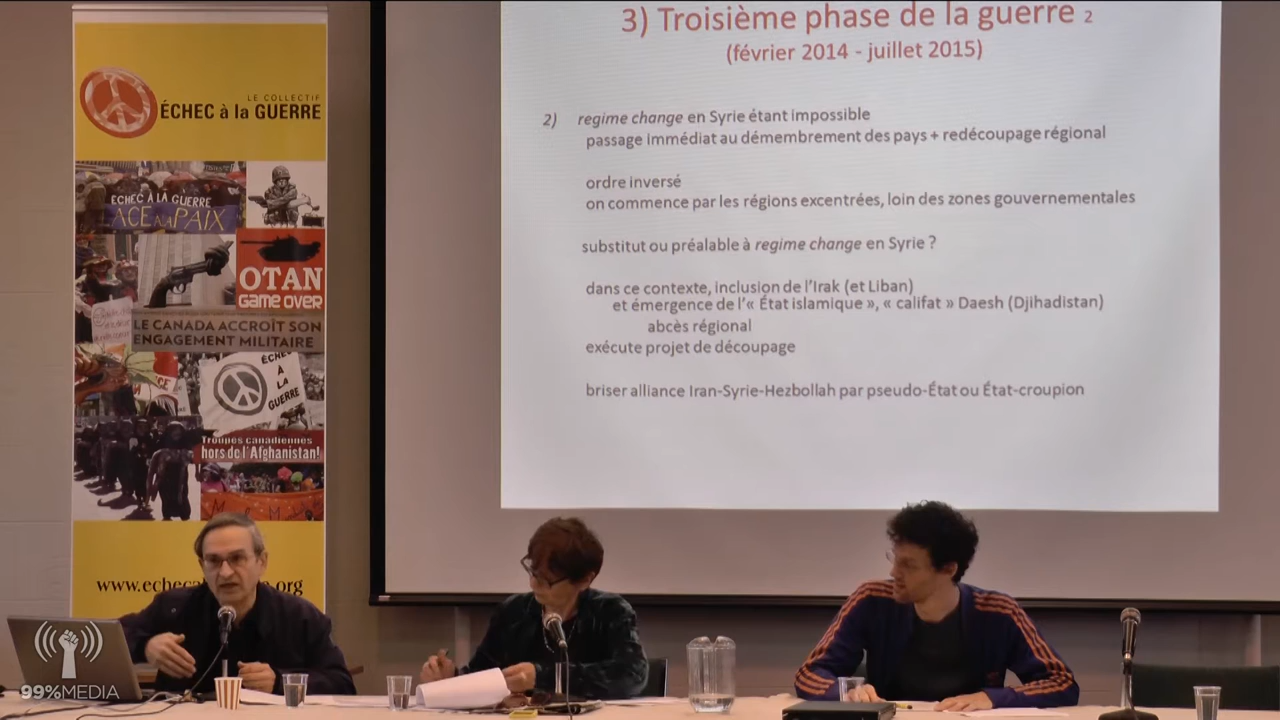 LE COLLECTIF
ÉCHEC à la GUERRE
ÉCHEC À LA GUERRE
OTAN
GAME OVER
LE CANADA ACCROÎT SON
ENGAGEMENT MILITAIRE
ÉCHEC
À
LA
GUERRE
Troupes canadiennes
hors de l'Afghanistan!
99%MEDIA
3) Troisième phase de la guerre 2
(février 2014 - juillet 2015)
2) regime change en Syrie étant impossible
passage immédiat au démembrement des pays + redécoupage régional
ordre inversé
on commence par les régions excentrées, loin des zones gouvernementales
substitut ou préalable à regime change en Syrie ?
dans ce contexte, inclusion de l'Irak (et Liban)
et émergence de l'« État islamique », « califat » Daesh (Djihadistan)
abcès régional
exécute projet de découpage
briser alliance Iran-Syrie-Hezbollah par pseudo-État ou État-croupion